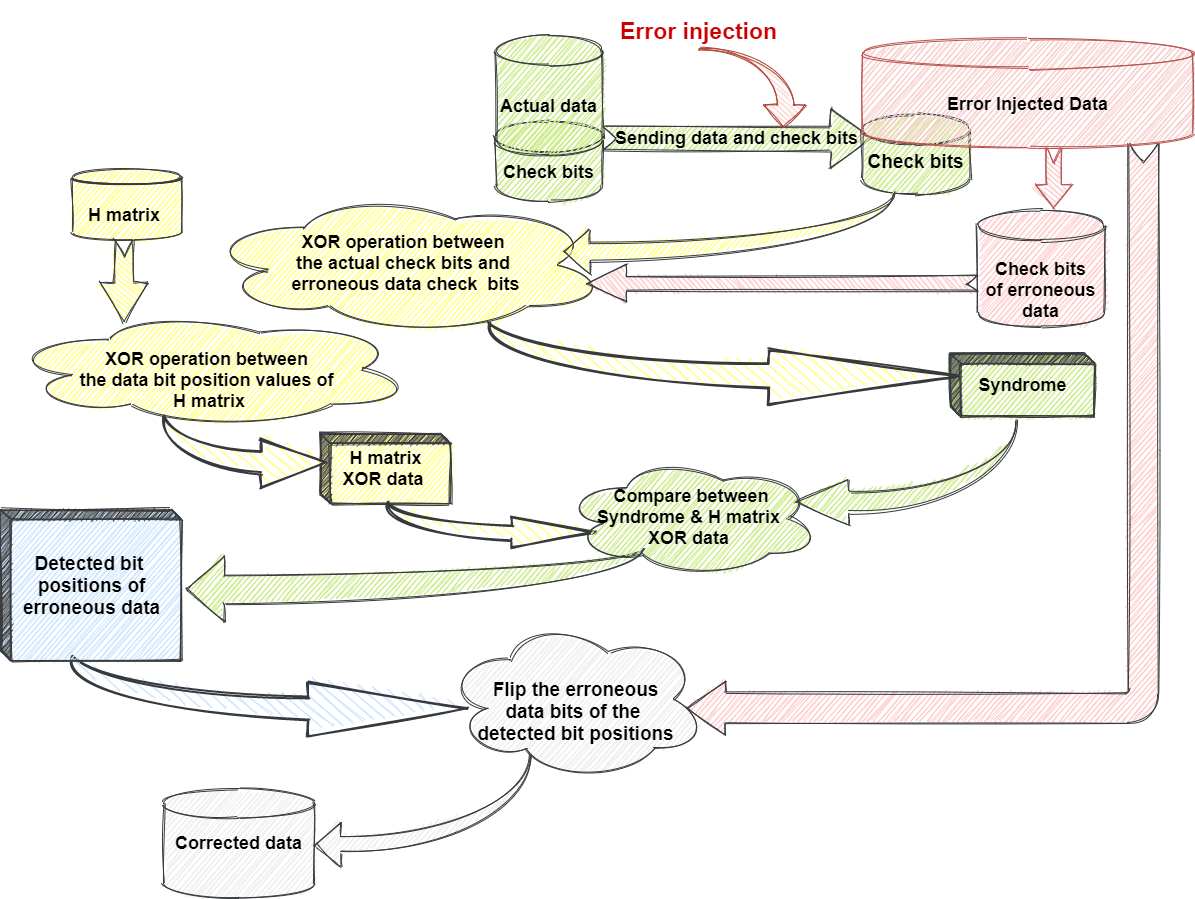 Error injection
Actual data
Error Injected Data
Sending data and check bits
Check bits
Check bits
H matrix
XOR operation between
the actual check bits and
erroneous data check bits
Check bits
of erroneous
data
XOR operation between
the data bit position values of
H matrix
Syndrome
H matrix
XOR data
Compare between
Syndrome & H matrix
XOR data
Detected bit
positions of
erroneous data
Flip the erroneous
data bits of the
detected bit positions
Corrected data